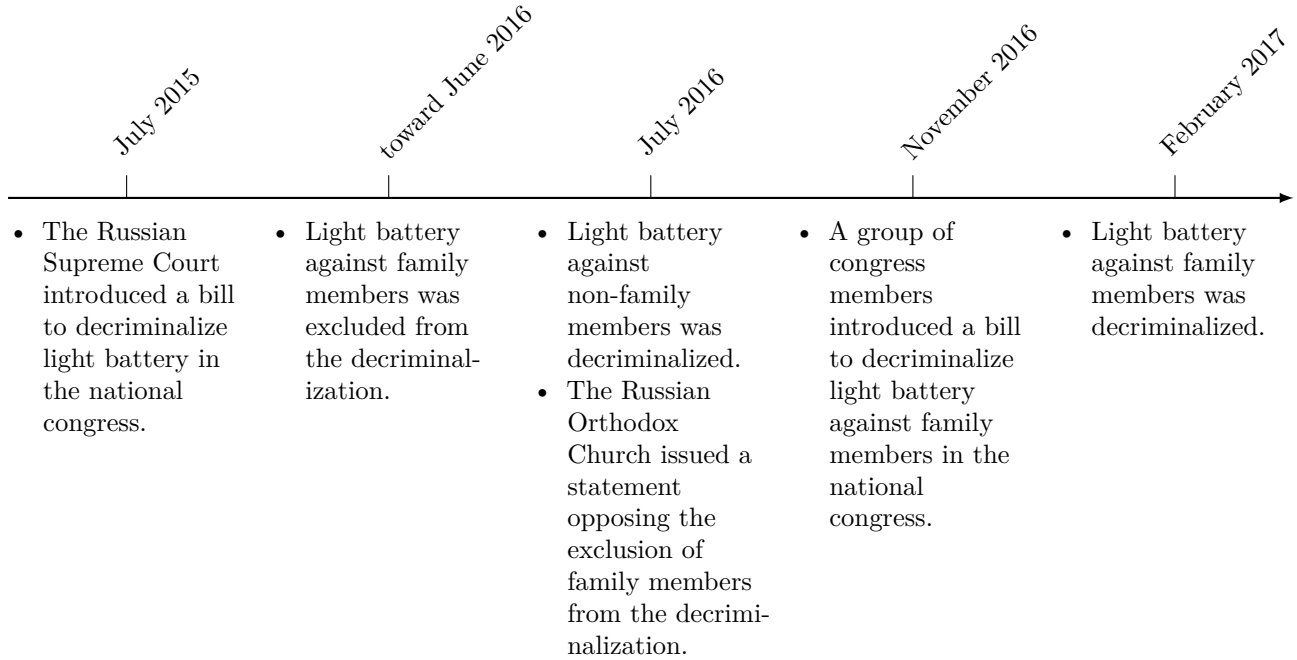 July 2015
toward June 2016
July 2016
November 2016
February 2017
• The Russian
Supreme Court
introduced a bill
to decriminalize
light battery in
the national
congress.
• Light battery
against family
members was
excluded from
the decriminal-
ization.
• Light battery
against
non-family
members was
decriminalized.
• The Russian
Orthodox
Church issued a
statement
opposing the
exclusion of
family members
from the decrimi-
nalization.
• A group of
congress
members
introduced a bill
to decriminalize
light battery
against family
members in the
national
congress.
• Light battery
against family
members was
decriminalized.